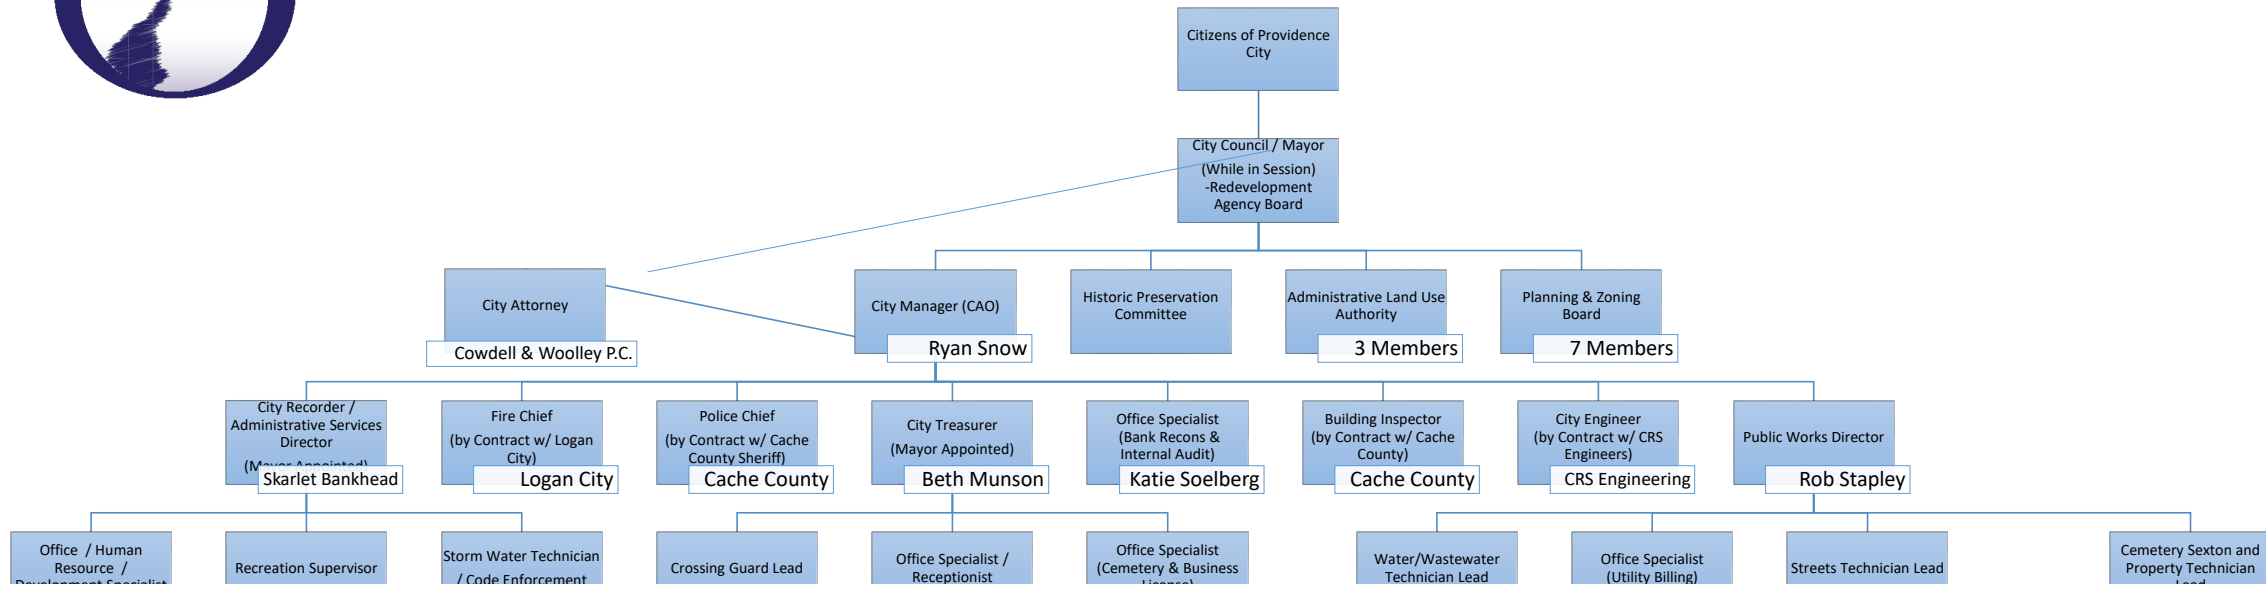 Citizens of Providence
City
City Council / Mayor
(While in Session)
-Redevelopment
Agency Board
City Attorney
Cowdell & Woolley P.C.
City Manager (CAO)
Ryan Snow
Historic Preservation
Committee
Administrative Land Use
Authority
3 Members
Planning & Zoning
Board
7 Members
City Recorder /
Administrative Services
Director
(Mayor Appointed)
Skarlet Bankhead
Fire Chief
(by Contract w/ Logan
City)
Logan City
Police Chief
(by Contract w/ Cache
County Sheriff)
Cache County
City Treasurer
(Mayor Appointed)
Beth Munson
Office Specialist
(Bank Recons &
Internal Audit)
Katie Soelberg
Building Inspector
(by Contract w/ Cache
County)
Cache County
City Engineer
(by Contract w/ CRS
Engineers)
CRS Engineering
Public Works Director
Rob Stapley
Office / Human
Resource /
Development Specialist
Recreation Supervisor
Storm Water Technician
/ Code Enforcement
Crossing Guard Lead
Office Specialist /
Receptionist
Office Specialist
(Cemetery & Business
License)
Water/Wastewater
Technician Lead
Office Specialist
(Utility Billing)
Streets Technician Lead
Cemetery Sexton and
Property Technician
Lead